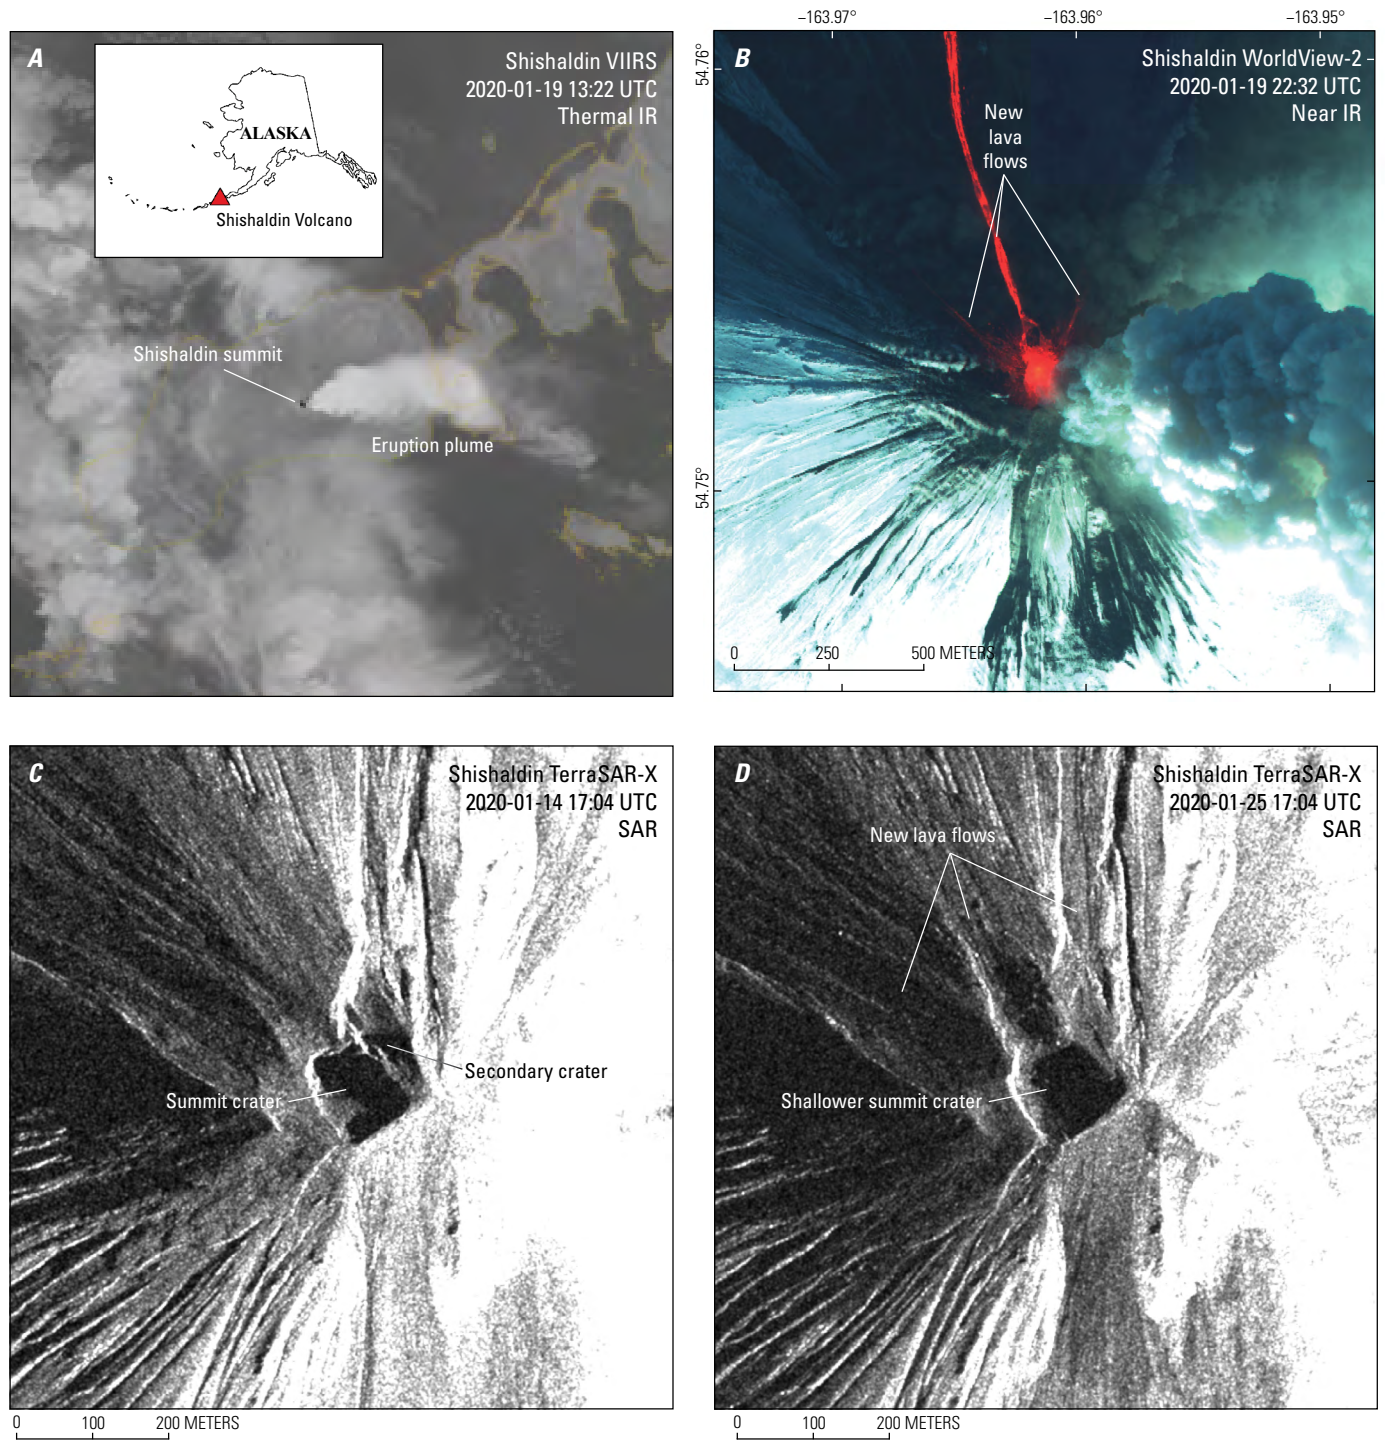 A
Shishaldin VIIRS
2020-01-19 13:22 UTC
Thermal IR
ALASKA
Shishaldin Volcano
Shishaldin summit
Eruption plume
−163.97°
−163.96°
−163.95°
54.76°
54.75°
B
Shishaldin WorldView-2
2020-01-19 22:32 UTC
Near IR
New
lava
flows
0 250 500 METERS
C
Shishaldin TerraSAR-X
2020-01-14 17:04 UTC
SAR
Secondary crater
Summit crater
0 100 200 METERS
D
Shishaldin TerraSAR-X
2020-01-25 17:04 UTC
SAR
New lava flows
Shallower summit crater
0 100 200 METERS